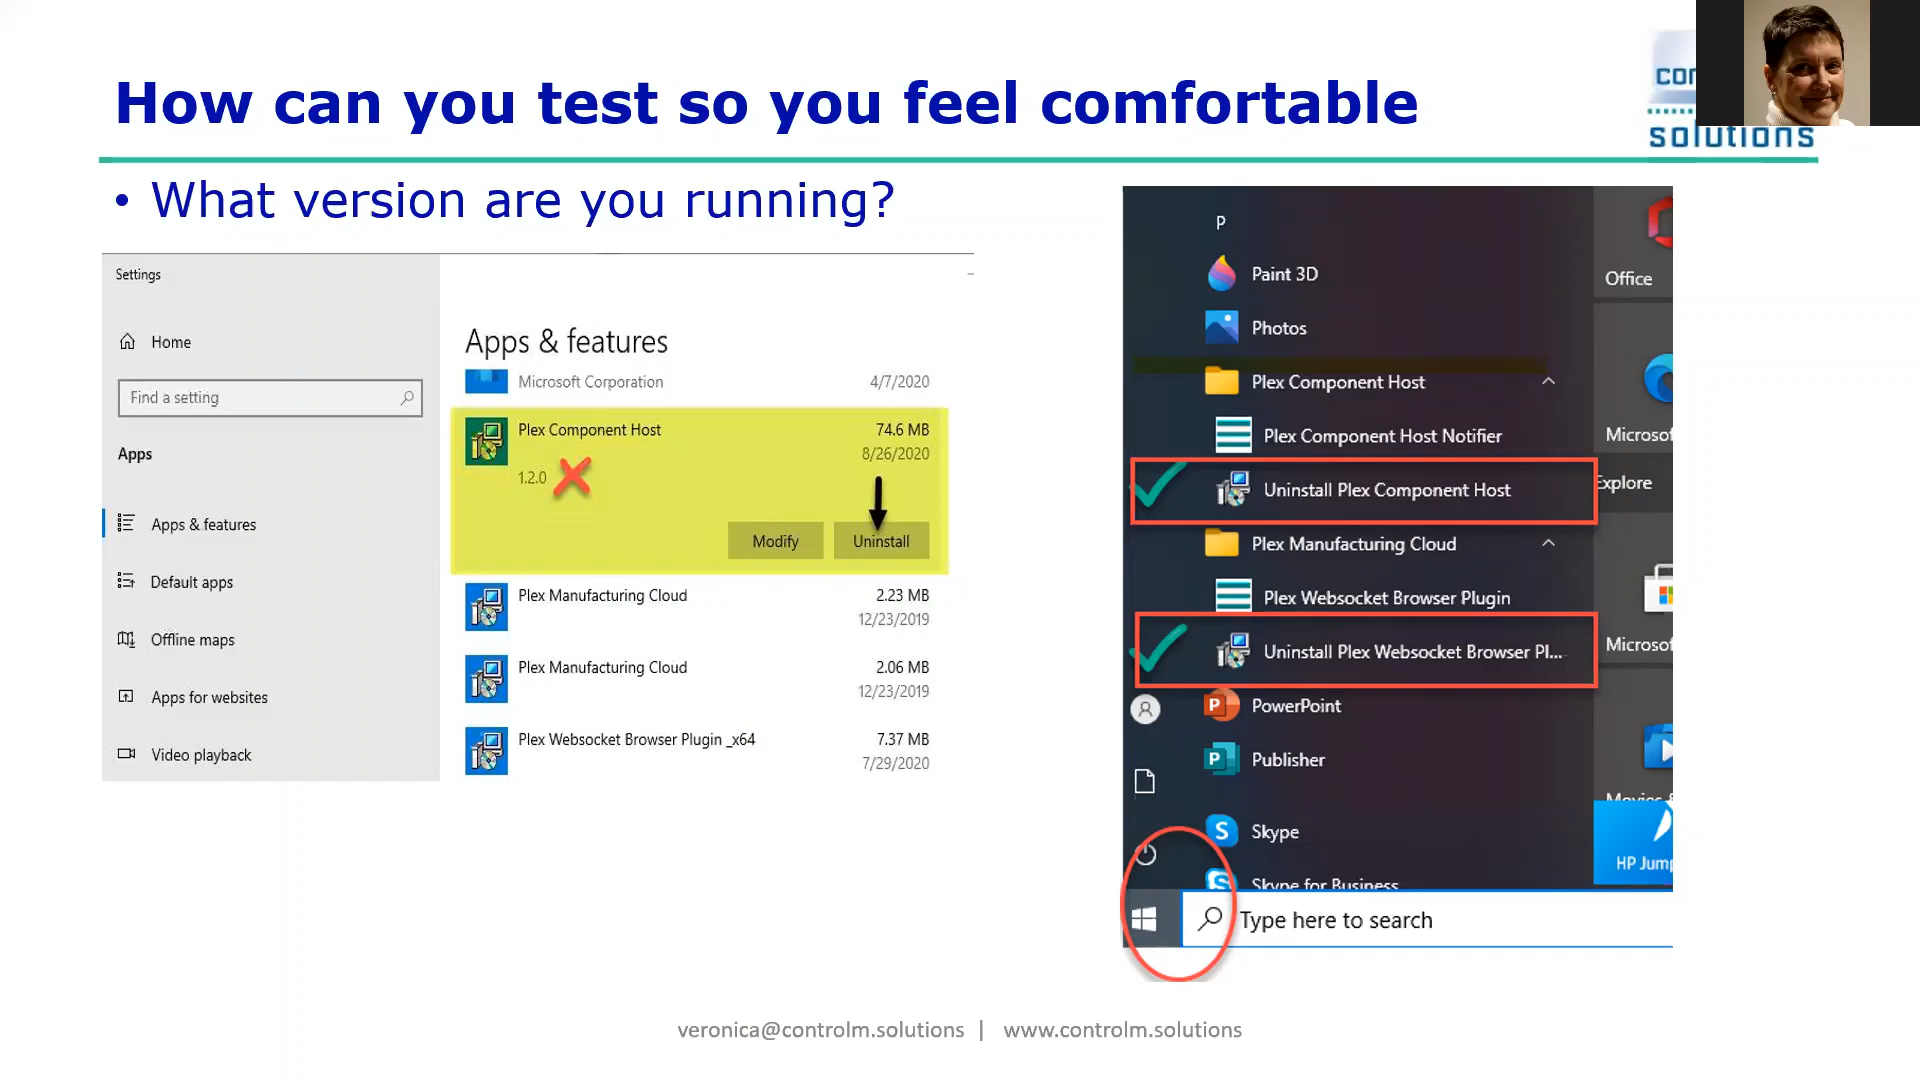 How can you test so you feel comfortable
solutions
• What version are you running?
Settings
Home
Find a setting
Apps
Apps & features
Default apps
Offline maps
Apps for websites
Video playback
Apps & features
Microsoft Corporation 4/7/2020
Plex Component Host 74.6 MB
8/26/2020
1.2.0
Modify Uninstall
Plex Manufacturing Cloud 2.23 MB
12/23/2019
Plex Manufacturing Cloud 2.06 MB
12/23/2019
Plex Websocket Browser Plugin _x64 7.37 MB
7/29/2020
P
Paint 3D
Photos
Plex Component Host
Plex Component Host Notifier
Uninstall Plex Component Host
Plex Manufacturing Cloud
Plex Websocket Browser Plugin
Uninstall Plex Websocket Browser Pl...
PowerPoint
Publisher
Skype
Skype for Business
Type here to search
Office
Microsof
Explore
Microsof
HP Jump
veronica@controlm.solutions | www.controlm.solutions